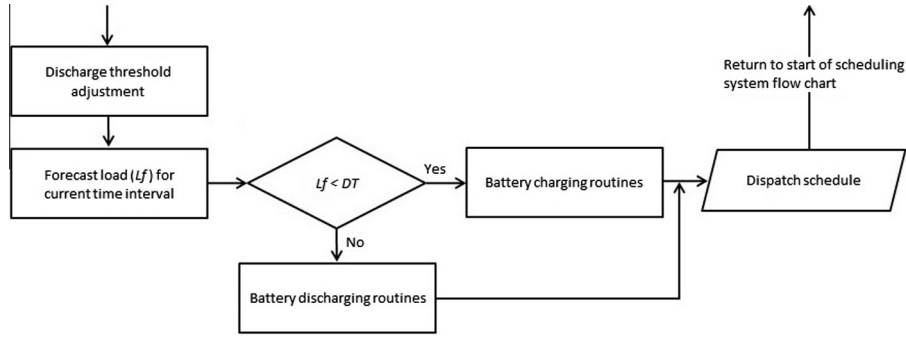 Discharge threshold
adjustment
Forecast load (Lf) for
current time interval
Lf < DT
Yes
No
Battery charging routines
Battery discharging routines
Dispatch schedule
Return to start of scheduling
system flow chart